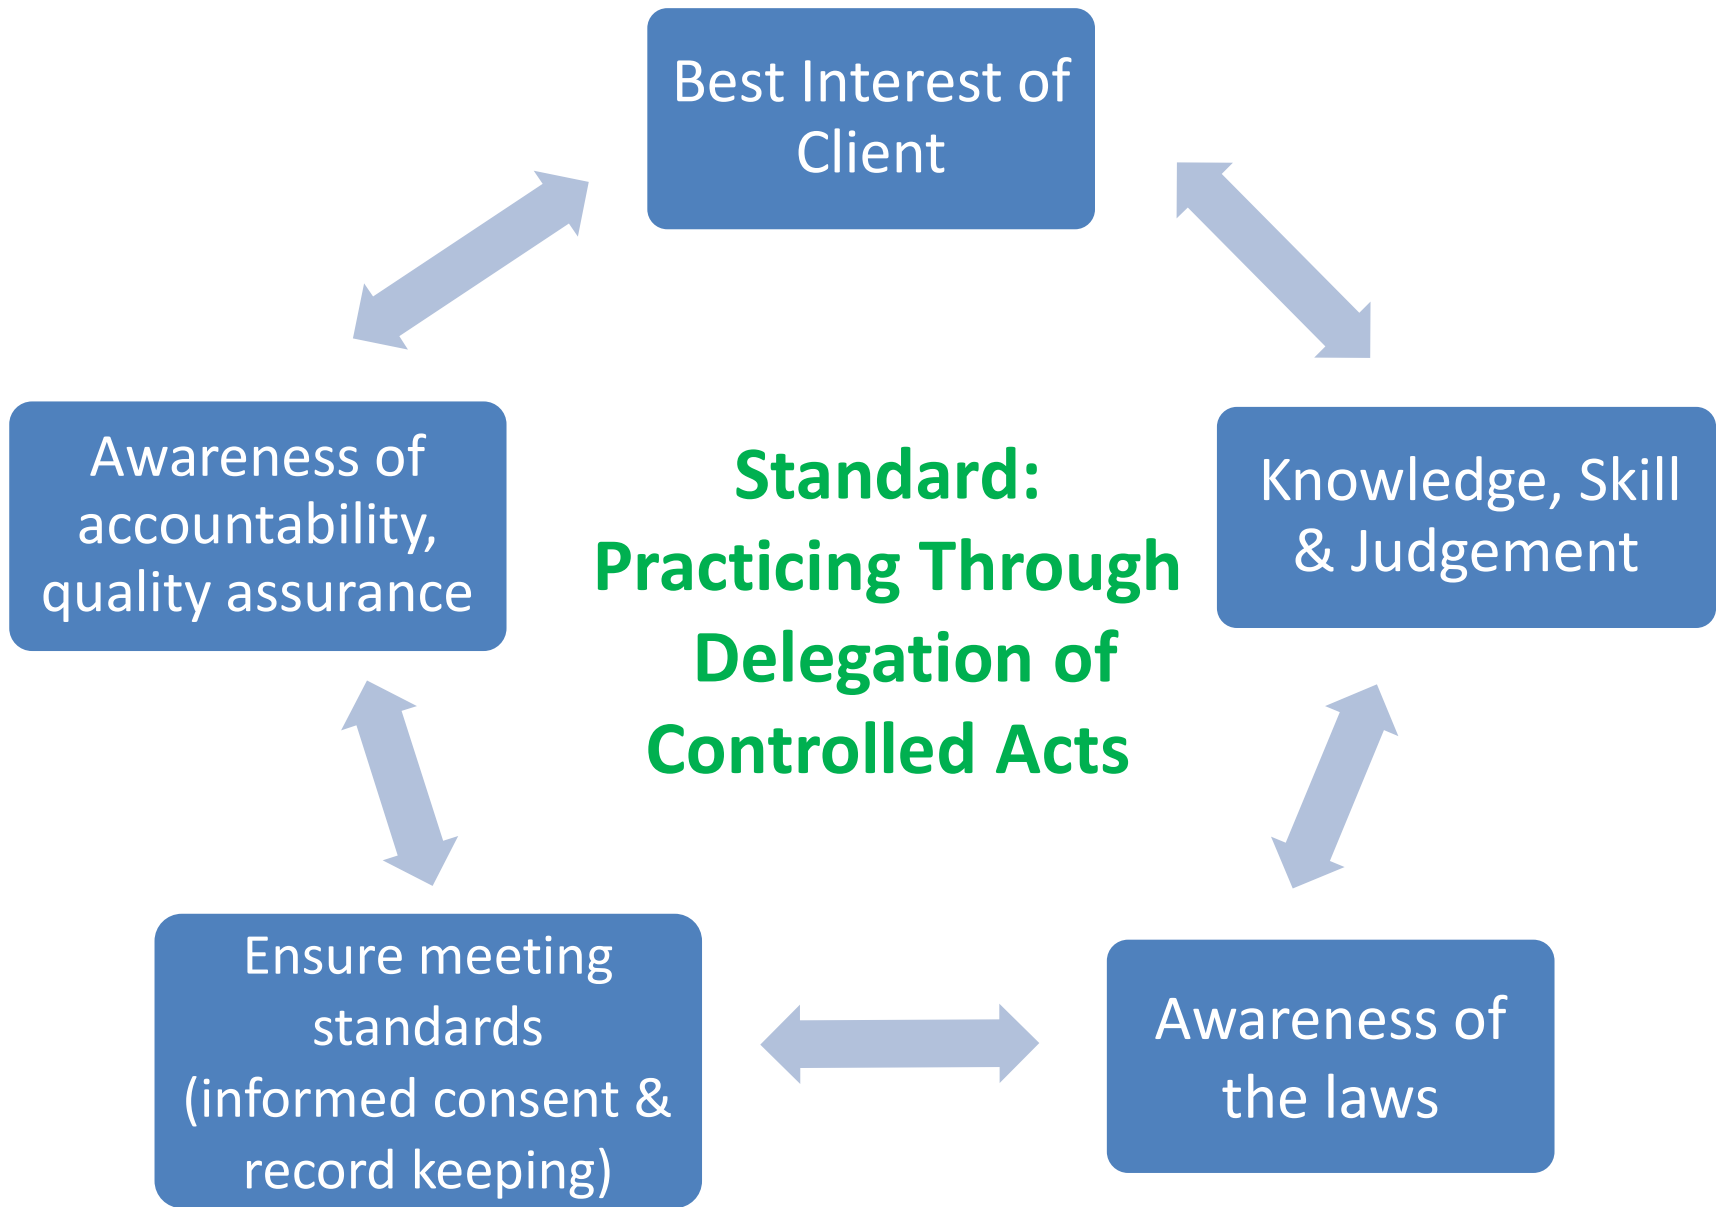 Best Interest of
Client
Awareness of
accountability,
quality assurance
Standard:
Practicing Through
Delegation of
Controlled Acts
Knowledge, Skill
& Judgement
Ensure meeting
standards
(informed consent &
record keeping)
Awareness of
the laws